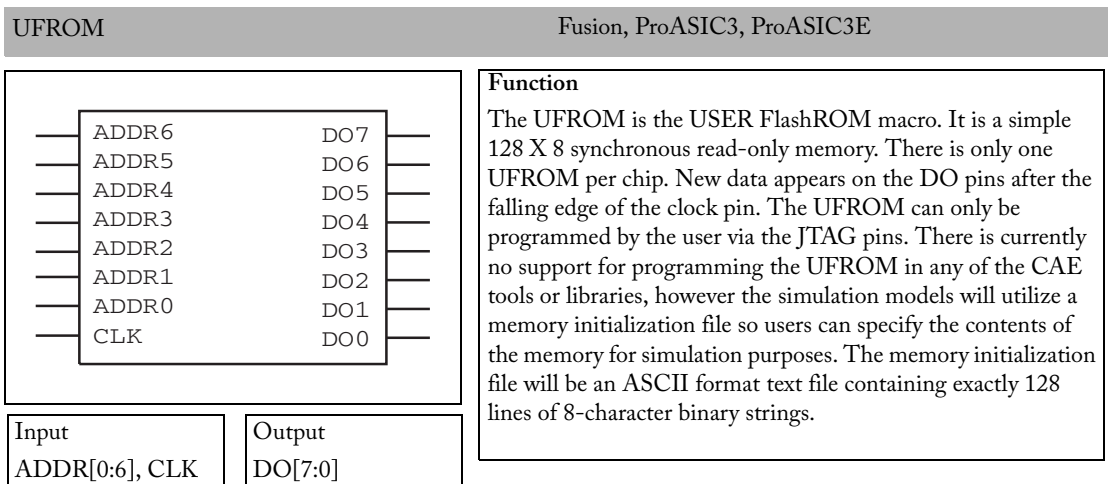 UFROM Fusion, ProASIC3, ProASIC3E
ADDR6 DO7
ADDR5 DO6
ADDR4 DO5
ADDR3 DO4
ADDR2 DO3
ADDR1 DO2
ADDR0 DO1
CLK DO0
Function
The UFROM is the USER FlashROM macro. It is a simple
128 X 8 synchronous read-only memory. There is only one
UFROM per chip. New data appears on the DO pins after the
falling edge of the clock pin. The UFROM can only be
programmed by the user via the JTAG pins. There is currently
no support for programming the UFROM in any of the CAE
tools or libraries, however the simulation models will utilize a
memory initialization file so users can specify the contents of
the memory for simulation purposes. The memory initialization
file will be an ASCII format text file containing exactly 128
lines of 8-character binary strings.
Input
ADDR[0:6], CLK
Output
DO[7:0]